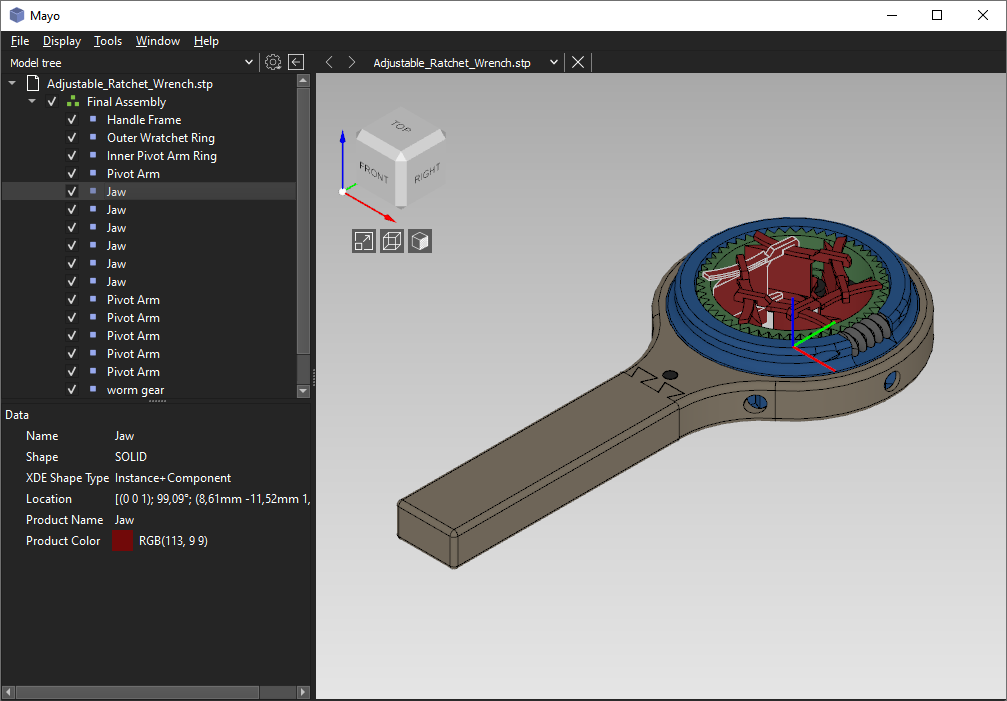 Mayo
File Display Tools Window Help
Model tree
Adjustable_Ratchet_Wrench.stp
Adjustable_Ratchet_Wrench.stp
Final Assembly
Handle Frame
Outer Wratchet Ring
Inner Pivot Arm Ring
Pivot Arm
Jaw
Jaw
Jaw
Jaw
Jaw
Jaw
Pivot Arm
Pivot Arm
Pivot Arm
Pivot Arm
Pivot Arm
worm gear
TOP
FRONT
RIGHT
Data
Name Jaw
Shape SOLID
XDE Shape Type Instance+Component
Location [(0 0 1); 99,09°; (8,61mm -11,52mm 1,
Product Name Jaw
Product Color RGB(113, 9 9)